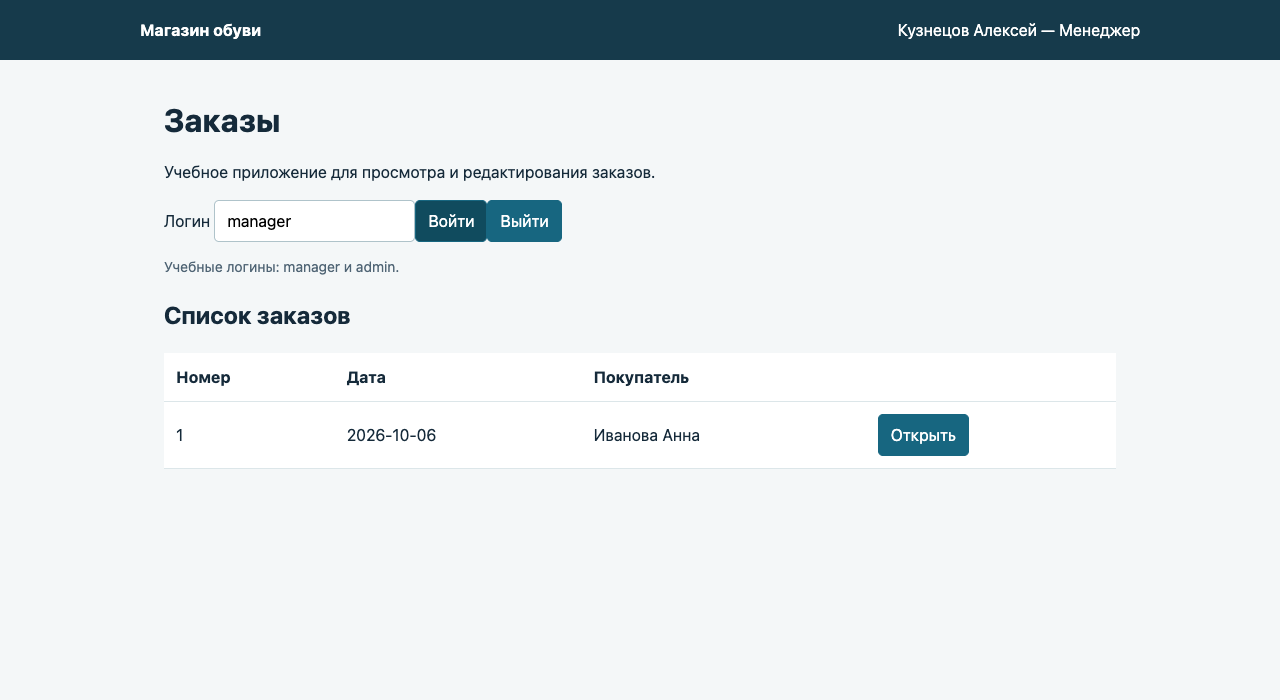 Магазин обуви
Кузнецов Алексей — Менеджер
Заказы
Учебное приложение для просмотра и редактирования заказов.
Логин manager Войти Выйти
Учебные логины: manager и admin.
Список заказов
Номер Дата Покупатель
1 2026-10-06 Иванова Анна Открыть